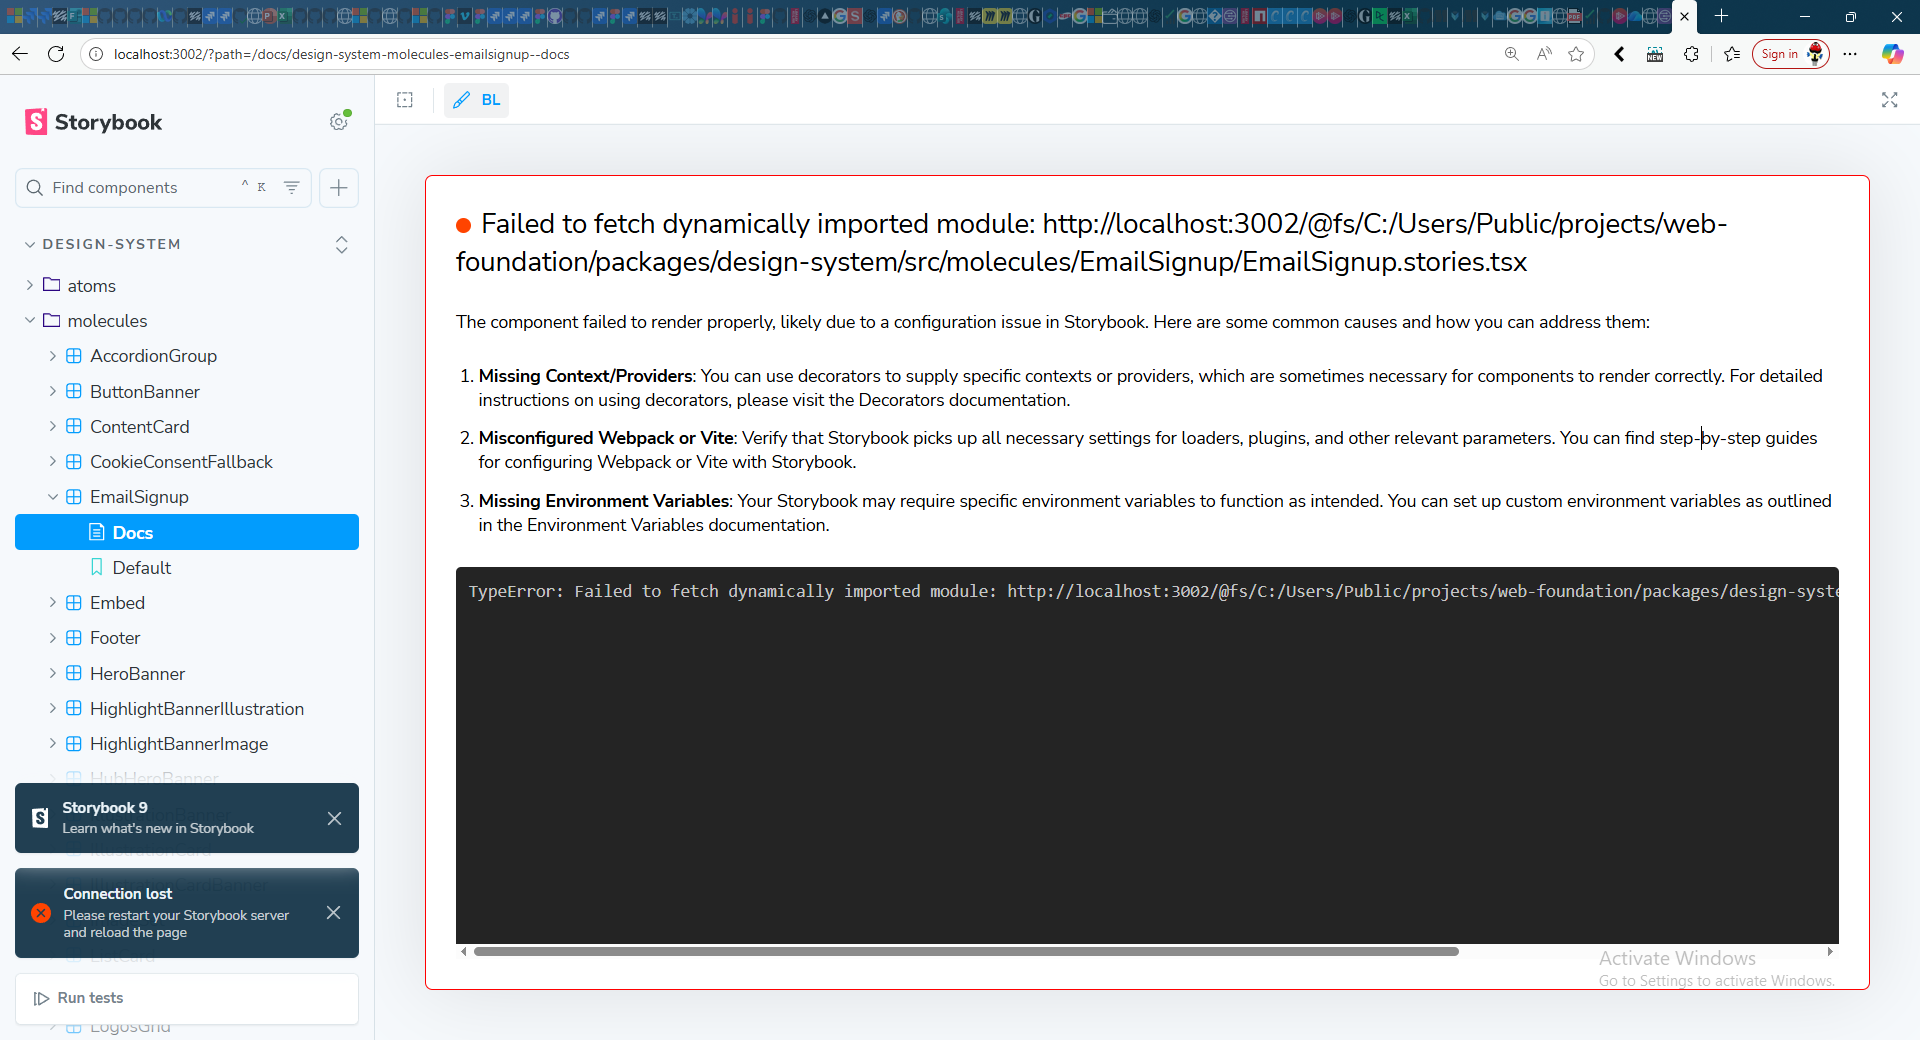 localhost:3002/?path=/docs/design-system-molecules-emailsignup--docs
Sign in
Storybook
BL
Find components
^ K
DESIGN-SYSTEM
atoms
molecules
AccordionGroup
ButtonBanner
ContentCard
CookieConsentFallback
EmailSignup
Docs
Default
Embed
Footer
HeroBanner
HighlightBannerIllustration
HighlightBannerImage
HubHeroBanner
Storybook 9
Learn what's new in Storybook
Connection lost
Please restart your Storybook server
and reload the page
Run tests
LogosGrid
Failed to fetch dynamically imported module: http://localhost:3002/@fs/C:/Users/Public/projects/web-
foundation/packages/design-system/src/molecules/EmailSignup/EmailSignup.stories.tsx
The component failed to render properly, likely due to a configuration issue in Storybook. Here are some common causes and how you can address them:
1. Missing Context/Providers: You can use decorators to supply specific contexts or providers, which are sometimes necessary for components to render correctly. For detailed
instructions on using decorators, please visit the Decorators documentation.
2. Misconfigured Webpack or Vite: Verify that Storybook picks up all necessary settings for loaders, plugins, and other relevant parameters. You can find step-by-step guides
for configuring Webpack or Vite with Storybook.
3. Missing Environment Variables: Your Storybook may require specific environment variables to function as intended. You can set up custom environment variables as outlined
in the Environment Variables documentation.
TypeError: Failed to fetch dynamically imported module: http://localhost:3002/@fs/C:/Users/Public/projects/web-foundation/packages/design-syste
Activate Windows
Go to Settings to activate Windows.